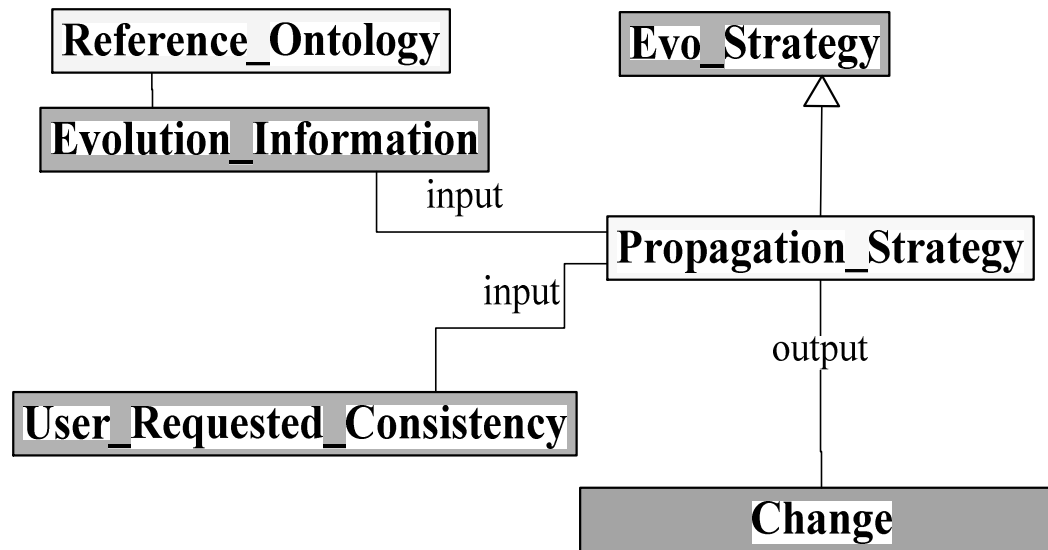 Reference_Ontology
Evo_Strategy
Evolution_Information
input
Propagation_Strategy
input
output
User_Requested_Consistency
Change